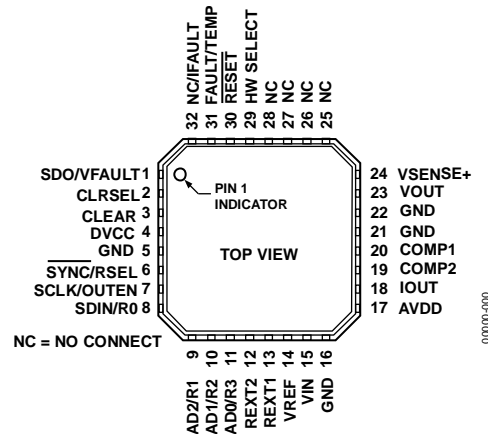 32 NC/IFAULT
31 FAULT/TEMP
30 RESET
29 HW SELECT
28 NC
27 NC
26 NC
25 NC
SDO/VFAULT 1
CLRSEL 2
CLEAR 3
DVCC 4
GND 5
SYNC/RSEL 6
SCLK/OUTEN 7
SDIN/R0 8
PIN 1
INDICATOR
TOP VIEW
24 VSENSE+
23 VOUT
22 GND
21 GND
20 COMP1
19 COMP2
18 IOUT
17 AVDD
NC = NO CONNECT
AD2/R1 9
AD1/R2 10
AD0/R3 11
REXT2 12
REXT1 13
VREF 14
VIN 15
GND 16
00000-000